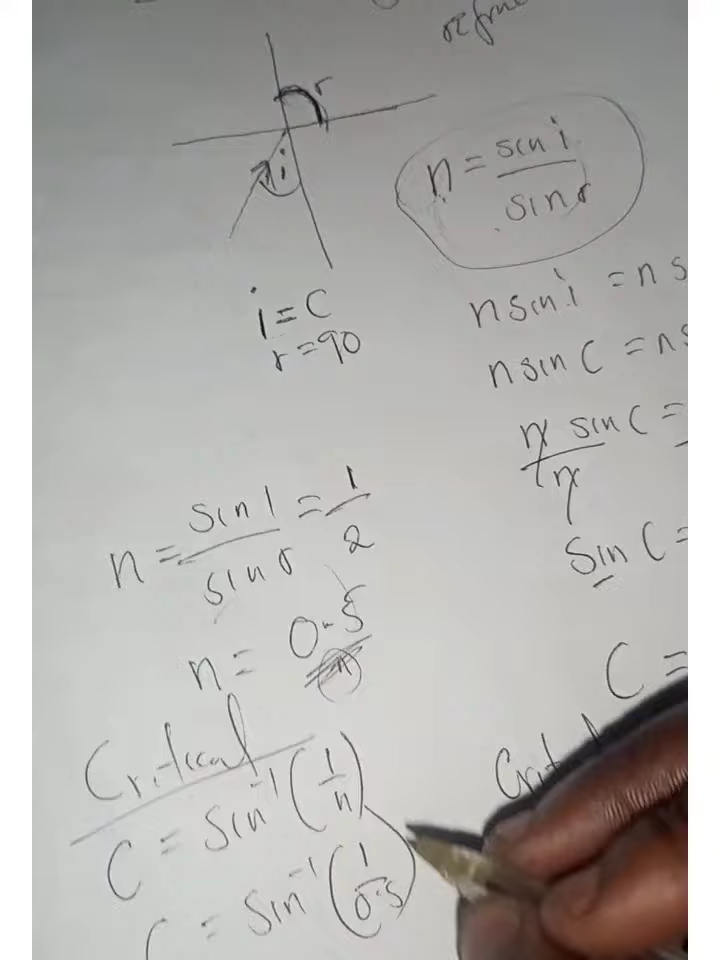 r
i
n = sin i / sin r
i = C
r = 90
n sin i = n s
n sin C = n s
n sin C / n =
sin C =
C =
n = sin 1 / sin r = 1 / 2
n = 0.5
Critical
C = sin⁻¹ (1/n)
C = sin⁻¹ (1/0.5)